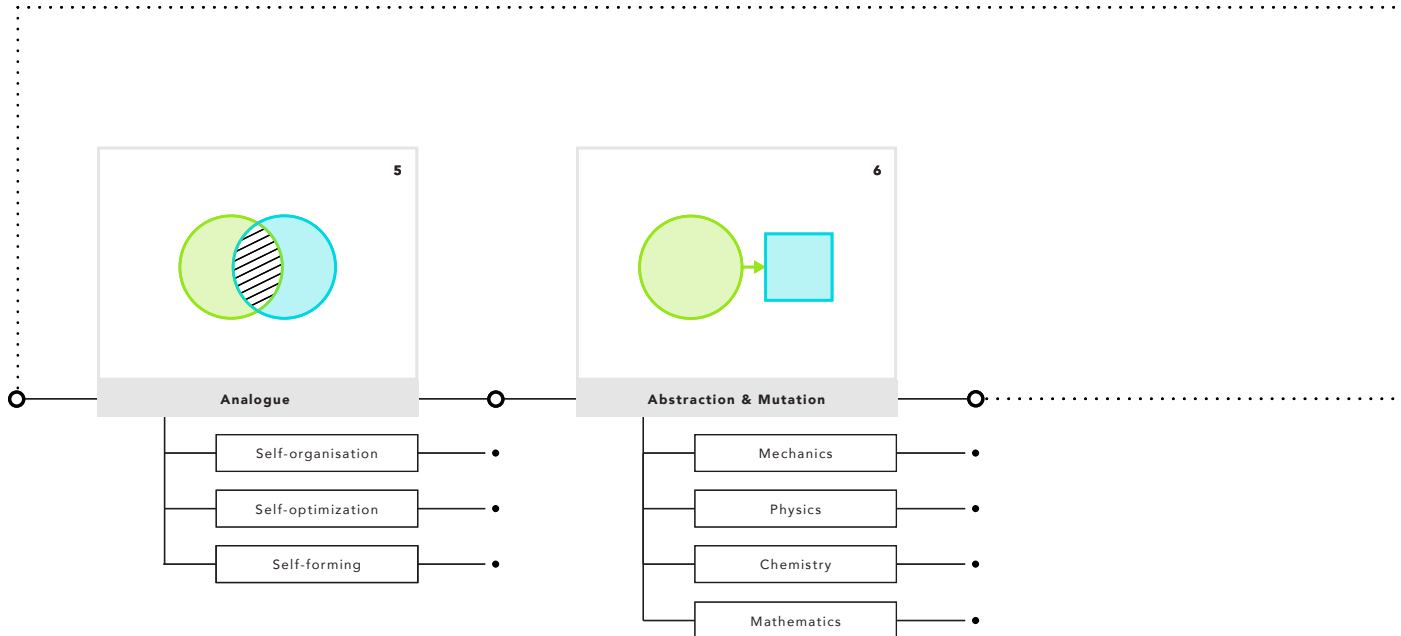 5
6
Analogue
Abstraction & Mutation
Self-organisation
Mechanics
Self-optimization
Physics
Self-forming
Chemistry
Mathematics